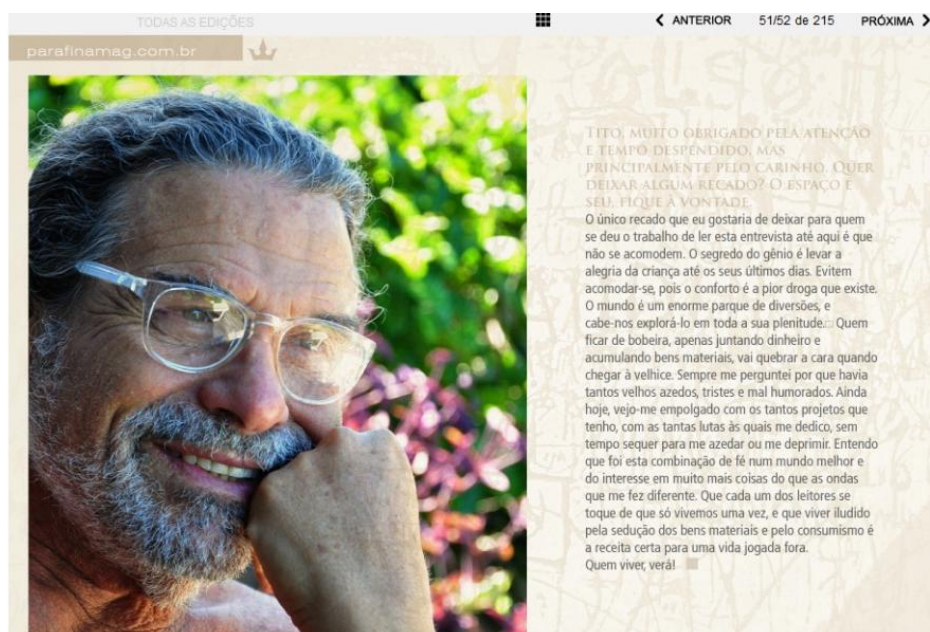 TODAS AS EDIÇÕES
ANTERIOR 51/52 de 215 PRÓXIMA
parafinamag.com.br
TITO, MUITO OBRIGADO PELA ATENÇÃO
E TEMPO DESPENDIDO, MAS
PRINCIPALMENTE PELO CARINHO. QUER
DEIXAR ALGUM RECADO? O ESPAÇO É
SEU, FIQUE À VONTADE.
O único recado que eu gostaria de deixar para quem
se deu o trabalho de ler esta entrevista até aqui é que
não se acomodem. O segredo do gênio é levar a
alegria da criança até os seus últimos dias. Evitem
acomodar-se, pois o conforto é a pior droga que existe.
O mundo é um enorme parque de diversões, e
cabe-nos explorá-lo em toda a sua plenitude. Quem
ficar de bobeira, apenas juntando dinheiro e
acumulando bens materiais, vai quebrar a cara quando
chegar à velhice. Sempre me perguntei por que havia
tantos velhos azedos, tristes e mal humorados. Ainda
hoje, vejo-me empolgado com os tantos projetos que
tenho, com as tantas lutas às quais me dedico, sem
tempo sequer para me azedar ou me deprimir. Entendo
que foi esta combinação de fé num mundo melhor e
do interesse em muito mais coisas do que as ondas
que me fez diferente. Que cada um dos leitores se
toque de que só vivemos uma vez, e que viver iludido
pela sedução dos bens materiais e pelo consumismo é
a receita certa para uma vida jogada fora.
Quem viver, verá!